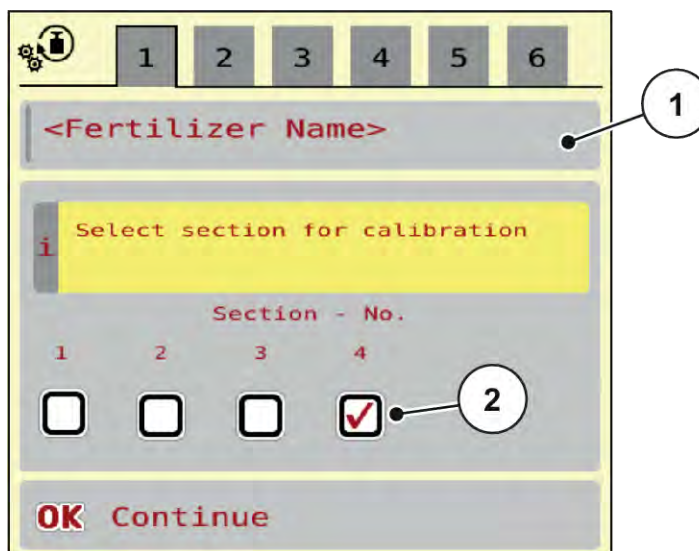 1 2 3 4 5 6
<Fertilizer Name>
1
i Select section for calibration
Section - No.
1 2 3 4
2
OK Continue